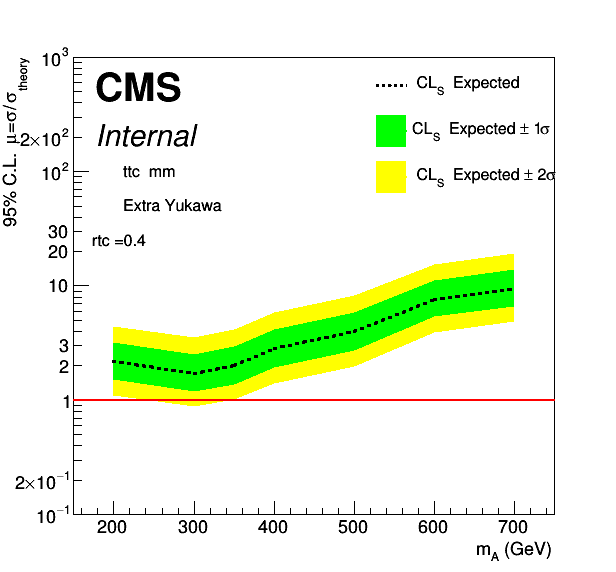 95% C.L. μ=σ/σtheory
10³
2×10²
10²
30
20
10
3
2
1
2×10⁻¹
10⁻¹
CMS
Internal
ttc mm
Extra Yukawa
rtc =0.4
CLS Expected
CLS Expected ± 1σ
CLS Expected ± 2σ
200 300 400 500 600 700
mA (GeV)